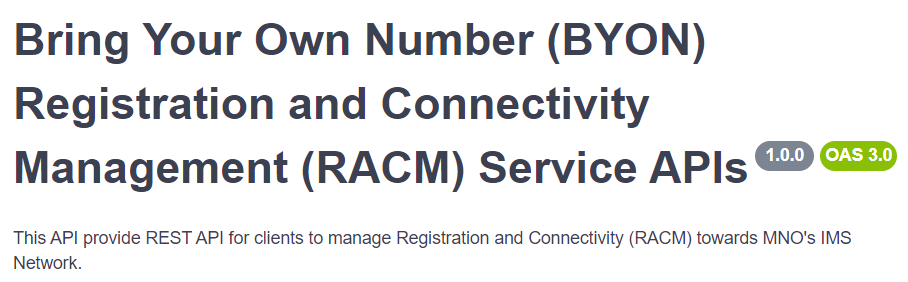 Bring Your Own Number (BYON)
Registration and Connectivity
Management (RACM) Service APIs 1.0.0 OAS 3.0
This API provide REST API for clients to manage Registration and Connectivity (RACM) towards MNO's IMS
Network.